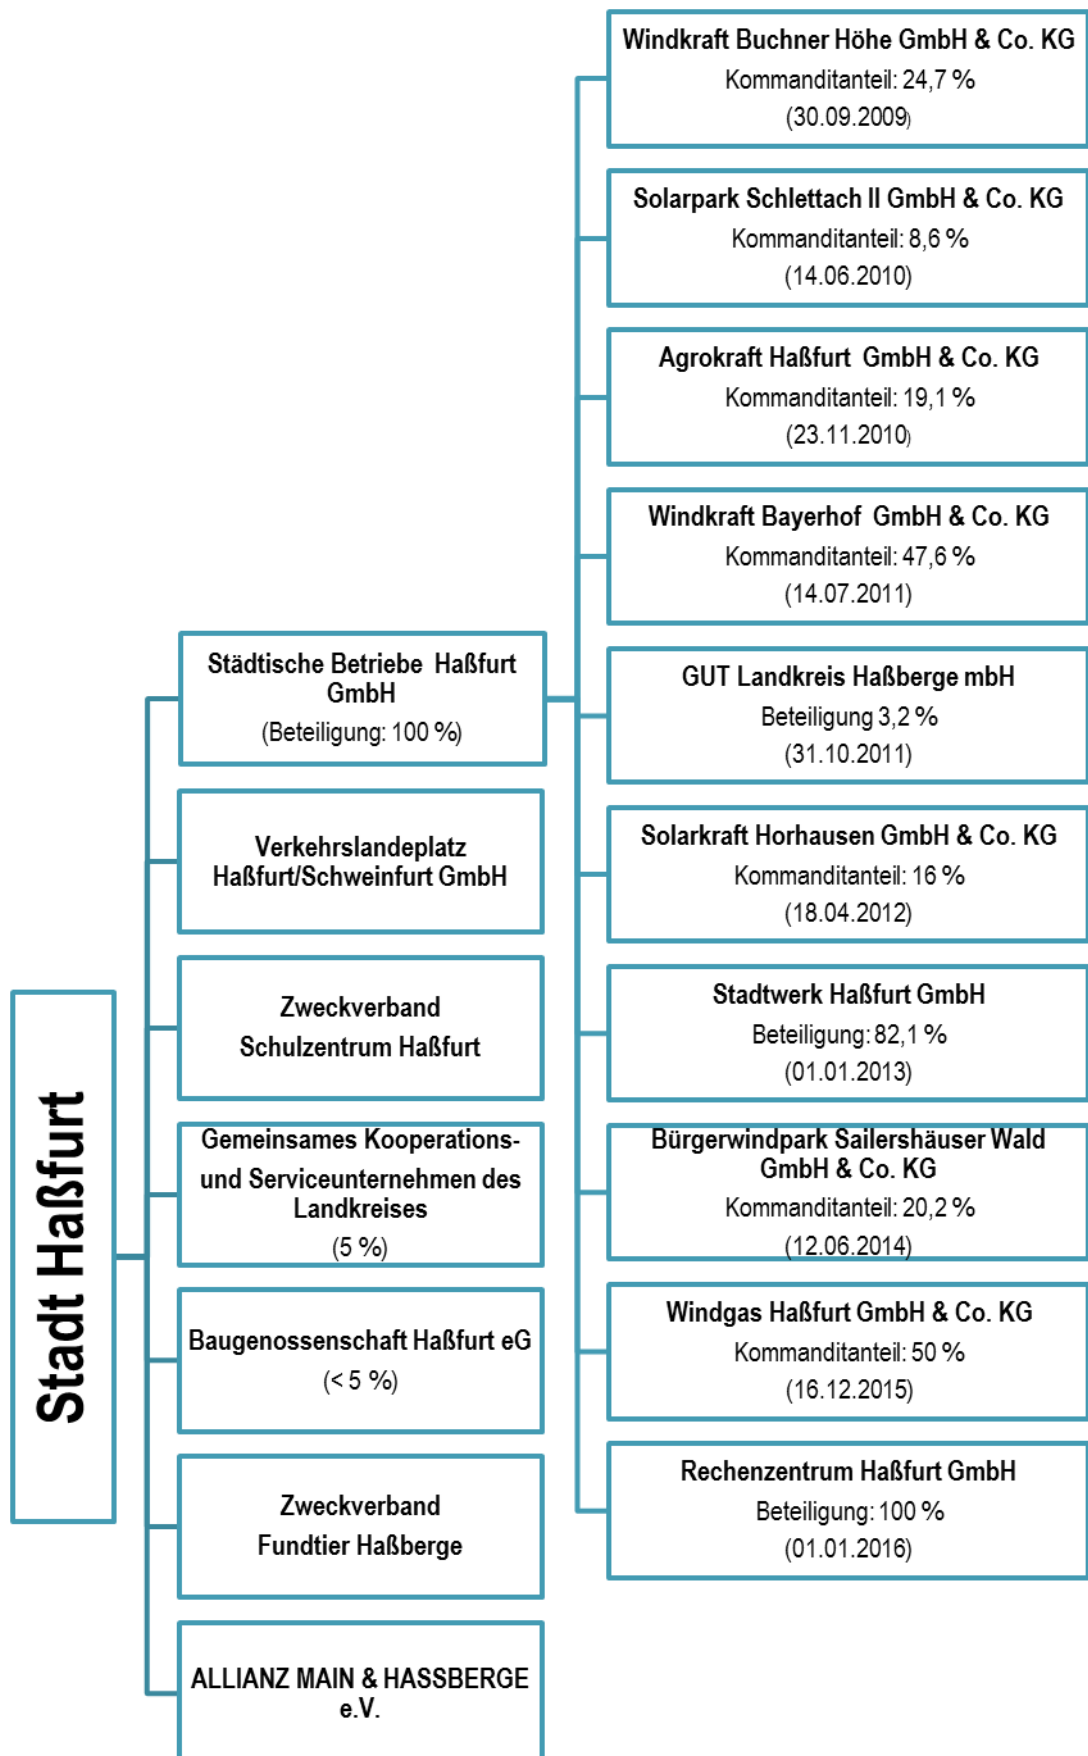 Stadt Haßfurt
Städtische Betriebe Haßfurt
GmbH
(Beteiligung: 100 %)
Verkehrslandeplatz
Haßfurt/Schweinfurt GmbH
Zweckverband
Schulzentrum Haßfurt
Gemeinsames Kooperations-
und Serviceunternehmen des
Landkreises
(5 %)
Baugenossenschaft Haßfurt eG
(< 5 %)
Zweckverband
Fundtier Haßberge
ALLIANZ MAIN & HASSBERGE
e.V.
Windkraft Buchner Höhe GmbH & Co. KG
Kommanditanteil: 24,7 %
(30.09.2009)
Solarpark Schlettach II GmbH & Co. KG
Kommanditanteil: 8,6 %
(14.06.2010)
Agrokraft Haßfurt GmbH & Co. KG
Kommanditanteil: 19,1 %
(23.11.2010)
Windkraft Bayerhof GmbH & Co. KG
Kommanditanteil: 47,6 %
(14.07.2011)
GUT Landkreis Haßberge mbH
Beteiligung 3,2 %
(31.10.2011)
Solarkraft Horhausen GmbH & Co. KG
Kommanditanteil: 16 %
(18.04.2012)
Stadtwerk Haßfurt GmbH
Beteiligung: 82,1 %
(01.01.2013)
Bürgerwindpark Sailershäuser Wald
GmbH & Co. KG
Kommanditanteil: 20,2 %
(12.06.2014)
Windgas Haßfurt GmbH & Co. KG
Kommanditanteil: 50 %
(16.12.2015)
Rechenzentrum Haßfurt GmbH
Beteiligung: 100 %
(01.01.2016)